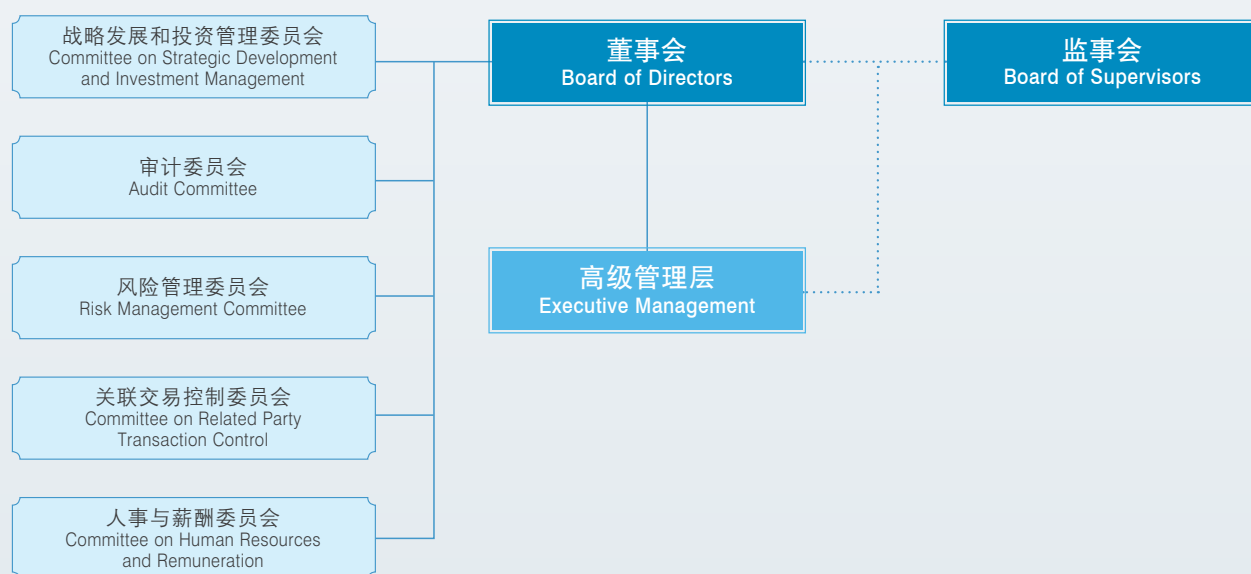 战略发展和投资管理委员会
Committee on Strategic Development
and Investment Management
董事会
Board of Directors
监事会
Board of Supervisors
审计委员会
Audit Committee
高级管理层
Executive Management
风险管理委员会
Risk Management Committee
关联交易控制委员会
Committee on Related Party
Transaction Control
人事与薪酬委员会
Committee on Human Resources
and Remuneration